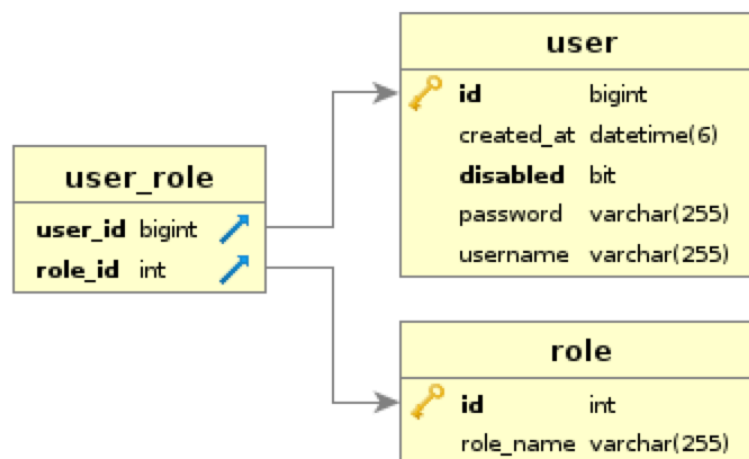 user
id bigint
created_at datetime(6)
disabled bit
password varchar(255)
username varchar(255)
user_role
user_id bigint
role_id int
role
id int
role_name varchar(255)